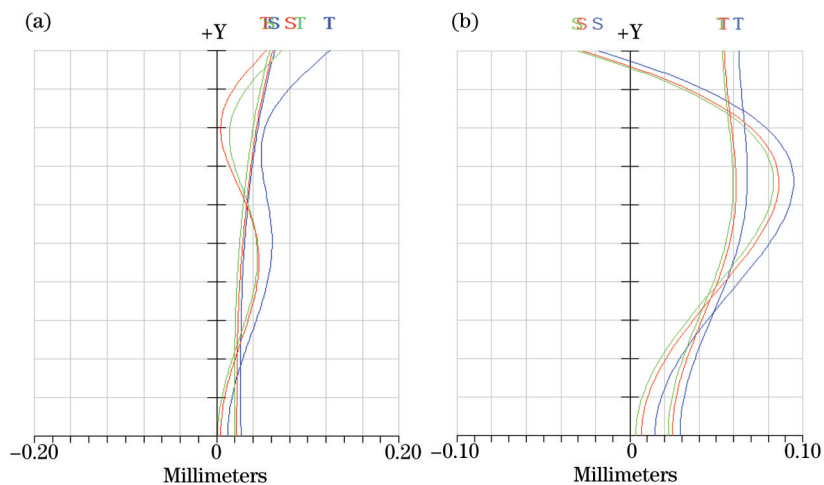 (a)
+Y
T S S S T T
-0.20
0
0.20
Millimeters
(b)
+Y
S S S T T T
-0.10
0
0.10
Millimeters